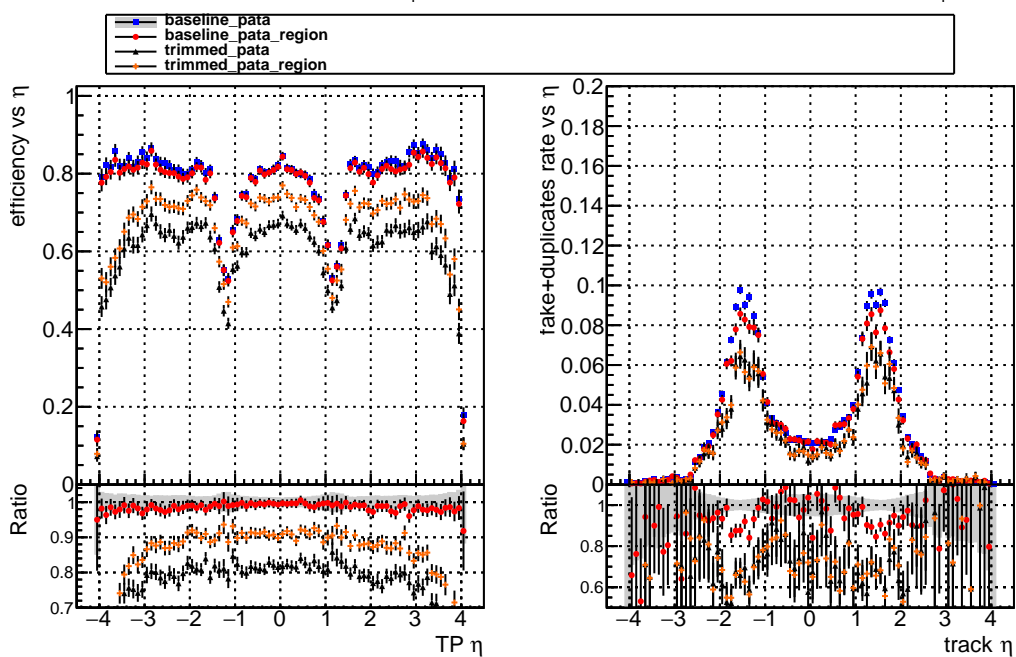 baseline_pata
baseline_pata_region
trimmed_pata
trimmed_pata_region
efficiency vs η
1
0.8
0.6
0.4
0.2
0
Ratio
1
0.9
0.8
0.7
−4 −3 −2 −1 0 1 2 3 4
TP η
fake+duplicates rate vs η
0.2
0.18
0.16
0.14
0.12
0.1
0.08
0.06
0.04
0.02
0
Ratio
1
0.8
0.6
−4 −3 −2 −1 0 1 2 3 4
track η